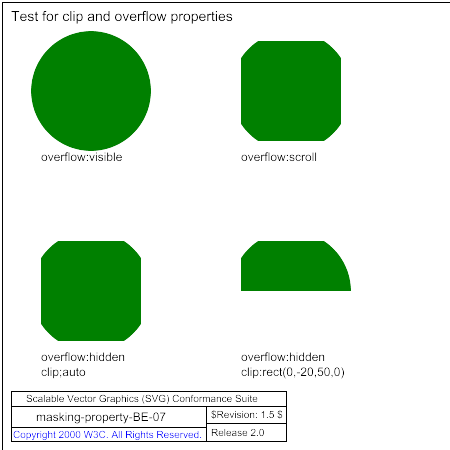 Test for clip and overflow properties
overflow:visible
overflow:scroll
overflow:hidden
clip:auto
overflow:hidden
clip:rect(0,-20,50,0)
Scalable Vector Graphics (SVG) Conformance Suite
masking-property-BE-07
$Revision: 1.5 $
Copyright 2000 W3C. All Rights Reserved.
Release 2.0